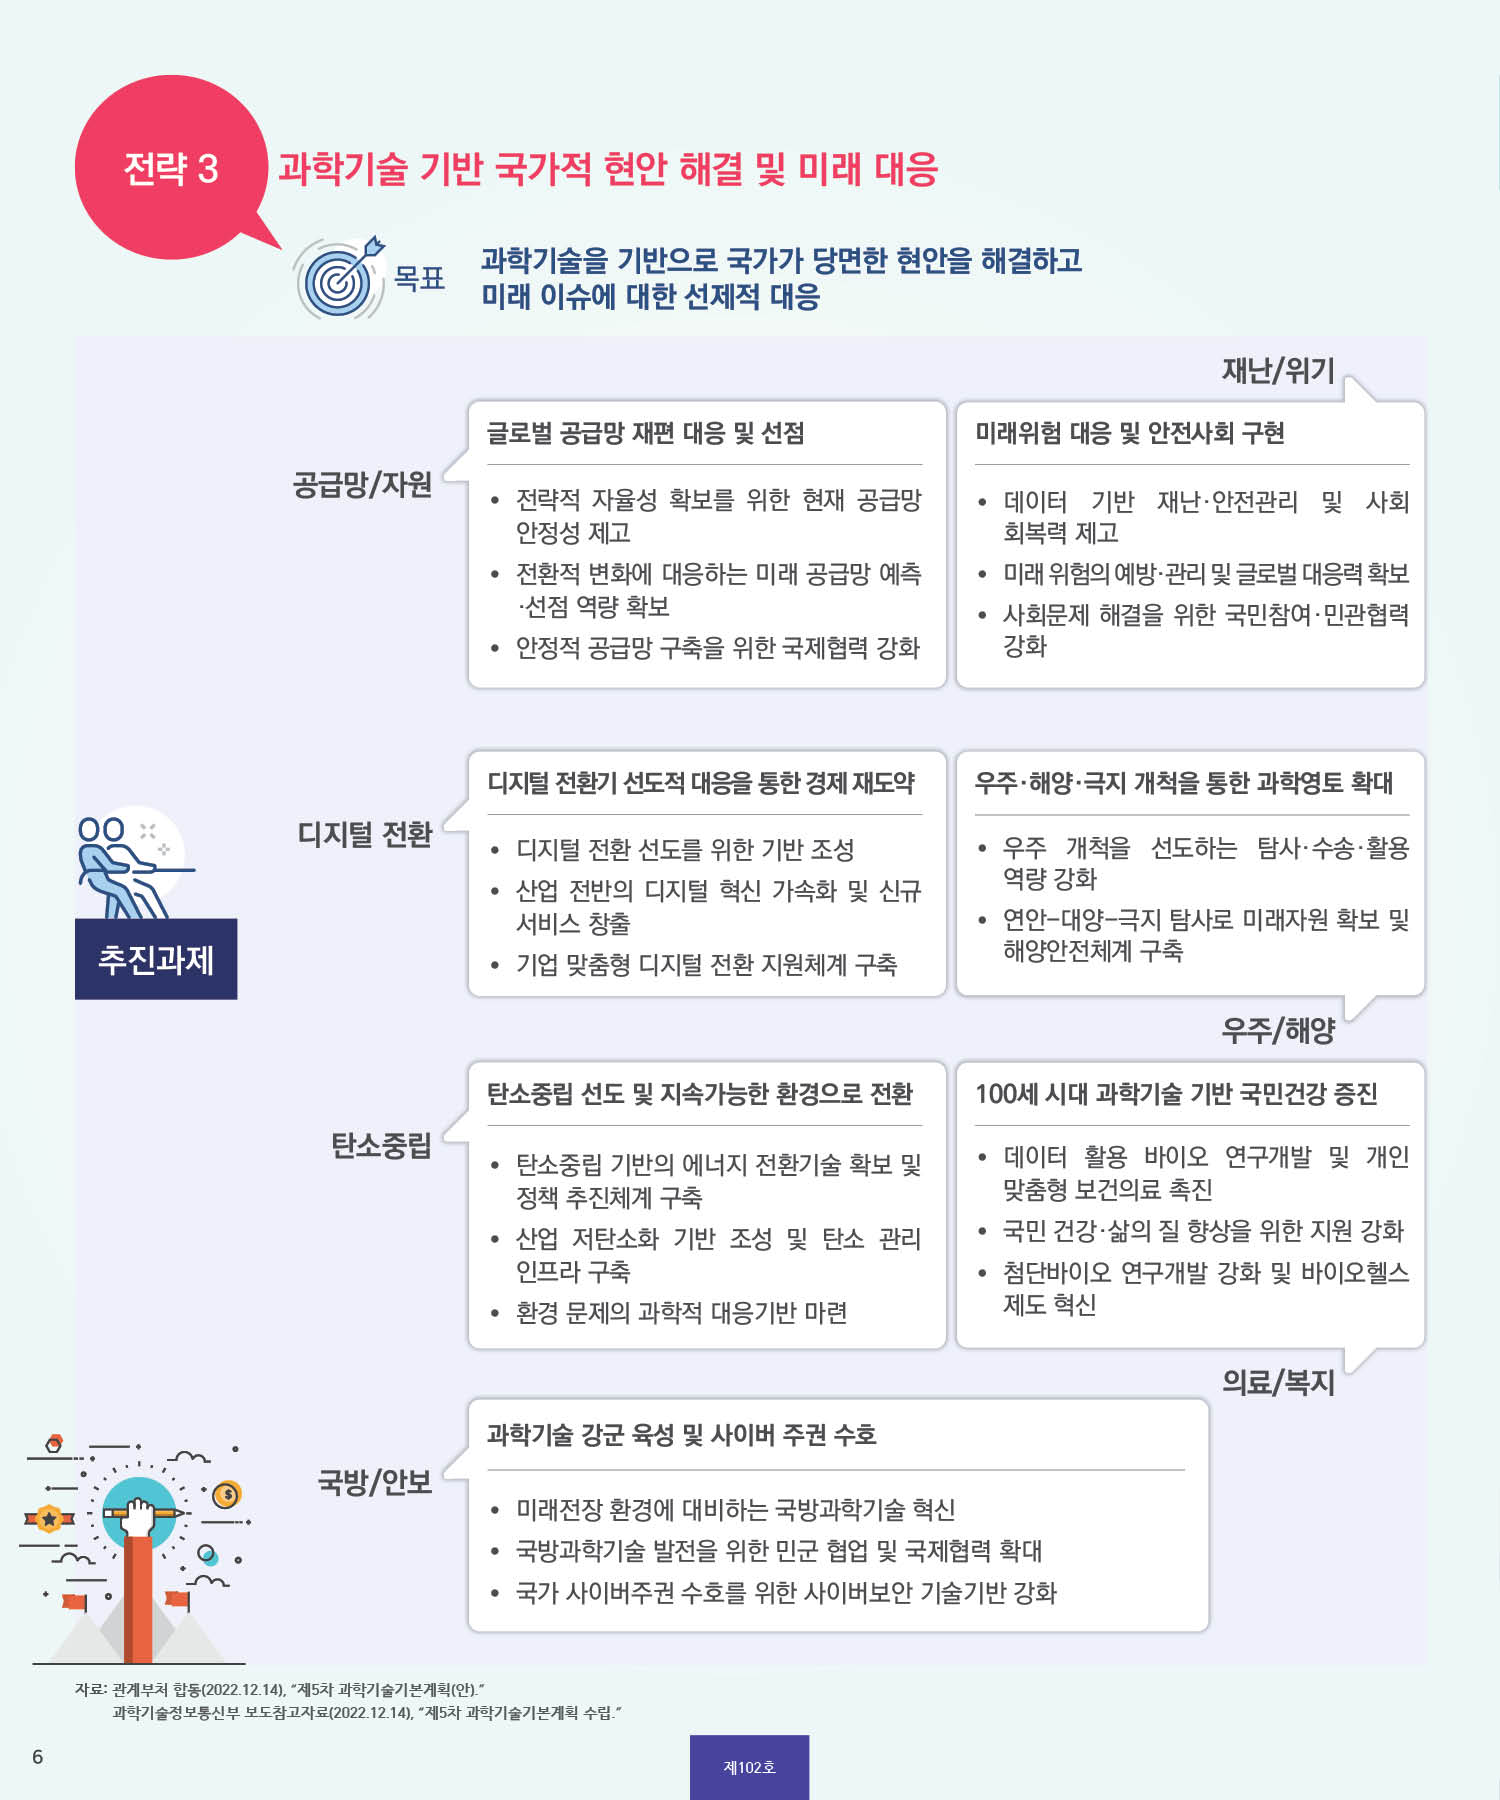 전략 3
과학기술 기반 국가적 현안 해결 및 미래 대응
목표
과학기술을 기반으로 국가가 당면한 현안을 해결하고
미래 이슈에 대한 선제적 대응
추진과제
공급망/자원
글로벌 공급망 재편 대응 및 선점
• 전략적 자율성 확보를 위한 현재 공급망
안정성 제고
• 전환적 변화에 대응하는 미래 공급망 예측
·선점 역량 확보
• 안정적 공급망 구축을 위한 국제협력 강화
재난/위기
미래위험 대응 및 안전사회 구현
• 데이터 기반 재난·안전관리 및 사회
회복력 제고
• 미래 위험의 예방·관리 및 글로벌 대응력 확보
• 사회문제 해결을 위한 국민참여·민관협력
강화
디지털 전환
디지털 전환기 선도적 대응을 통한 경제 재도약
• 디지털 전환 선도를 위한 기반 조성
• 산업 전반의 디지털 혁신 가속화 및 신규
서비스 창출
• 기업 맞춤형 디지털 전환 지원체계 구축
우주·해양·극지 개척을 통한 과학영토 확대
• 우주 개척을 선도하는 탐사·수송·활용
역량 강화
• 연안-대양-극지 탐사로 미래자원 확보 및
해양안전체계 구축
우주/해양
탄소중립
탄소중립 선도 및 지속가능한 환경으로 전환
• 탄소중립 기반의 에너지 전환기술 확보 및
정책 추진체계 구축
• 산업 저탄소화 기반 조성 및 탄소 관리
인프라 구축
• 환경 문제의 과학적 대응기반 마련
100세 시대 과학기술 기반 국민건강 증진
• 데이터 활용 바이오 연구개발 및 개인
맞춤형 보건의료 촉진
• 국민 건강·삶의 질 향상을 위한 지원 강화
• 첨단바이오 연구개발 강화 및 바이오헬스
제도 혁신
의료/복지
국방/안보
과학기술 강군 육성 및 사이버 주권 수호
• 미래전장 환경에 대비하는 국방과학기술 혁신
• 국방과학기술 발전을 위한 민군 협업 및 국제협력 확대
• 국가 사이버주권 수호를 위한 사이버보안 기술기반 강화
$
자료: 관계부처 합동(2022.12.14), “제5차 과학기술기본계획(안).”
과학기술정보통신부 보도참고자료(2022.12.14), “제5차 과학기술기본계획 수립.”
6
제102호